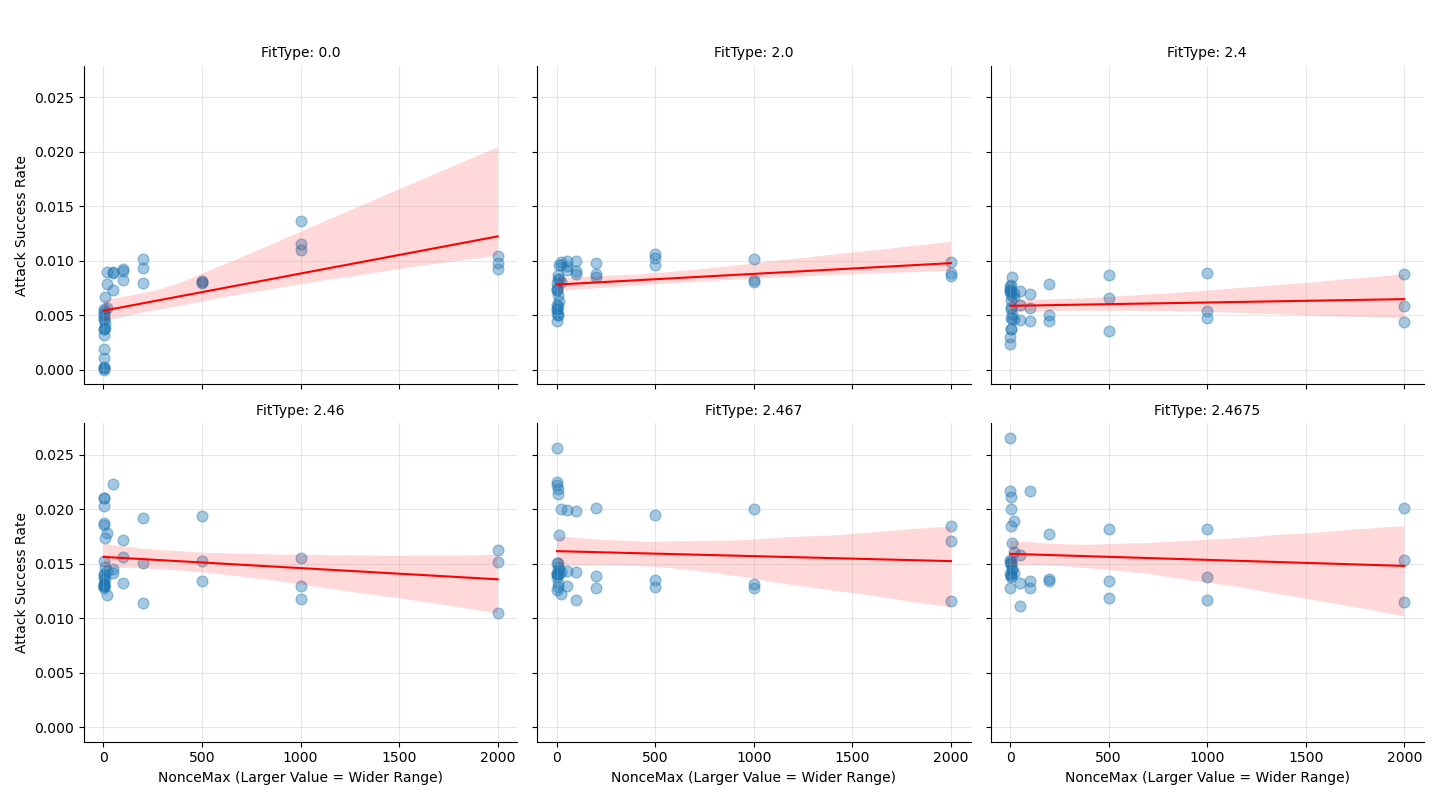 FitType: 0.0
FitType: 2.0
FitType: 2.4
0.025
0.020
0.015
0.010
0.005
0.000
Attack Success Rate
FitType: 2.46
FitType: 2.467
FitType: 2.4675
0.025
0.020
0.015
0.010
0.005
0.000
Attack Success Rate
0 500 1000 1500 2000
0 500 1000 1500 2000
0 500 1000 1500 2000
NonceMax (Larger Value = Wider Range)
NonceMax (Larger Value = Wider Range)
NonceMax (Larger Value = Wider Range)